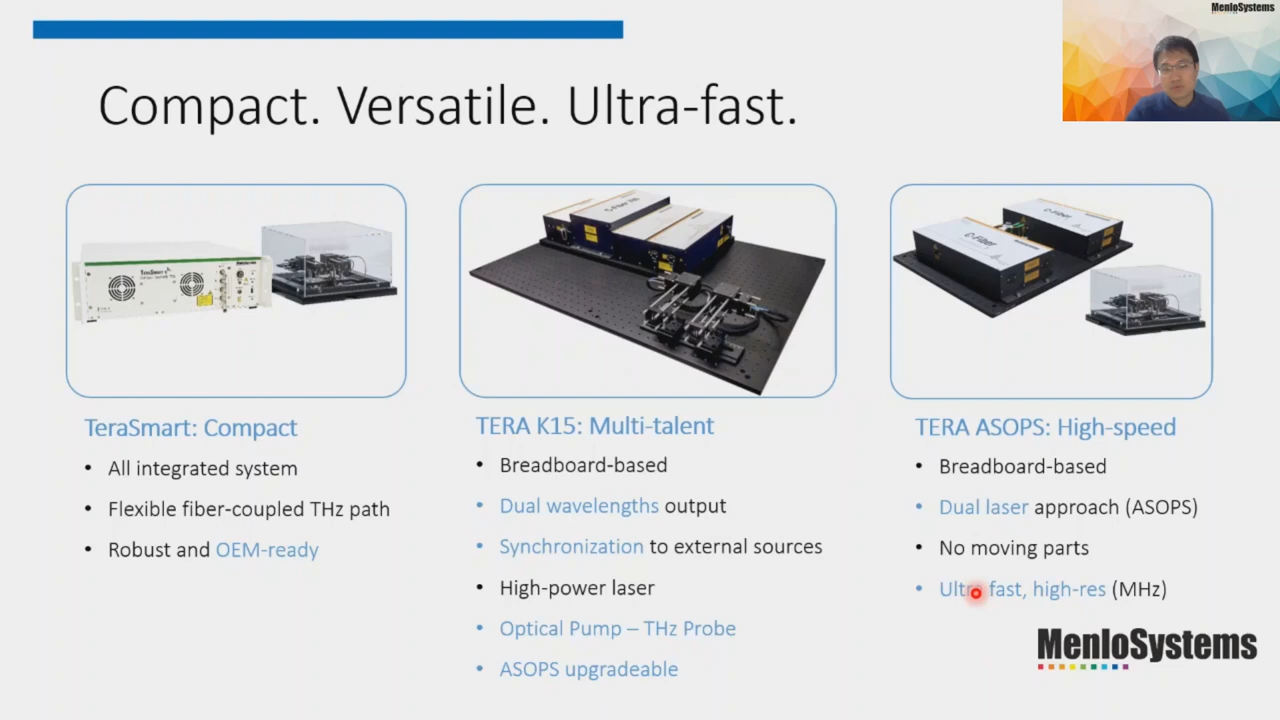 MenloSystems
Compact. Versatile. Ultra-fast.
TeraSmart
C-Fiber
C-Fiber
TeraSmart: Compact
• All integrated system
• Flexible fiber-coupled THz path
• Robust and OEM-ready
TERA K15: Multi-talent
• Breadboard-based
• Dual wavelengths output
• Synchronization to external sources
• High-power laser
• Optical Pump – THz Probe
• ASOPS upgradeable
TERA ASOPS: High-speed
• Breadboard-based
• Dual laser approach (ASOPS)
• No moving parts
• Ultra fast, high-res (MHz)
MenloSystems